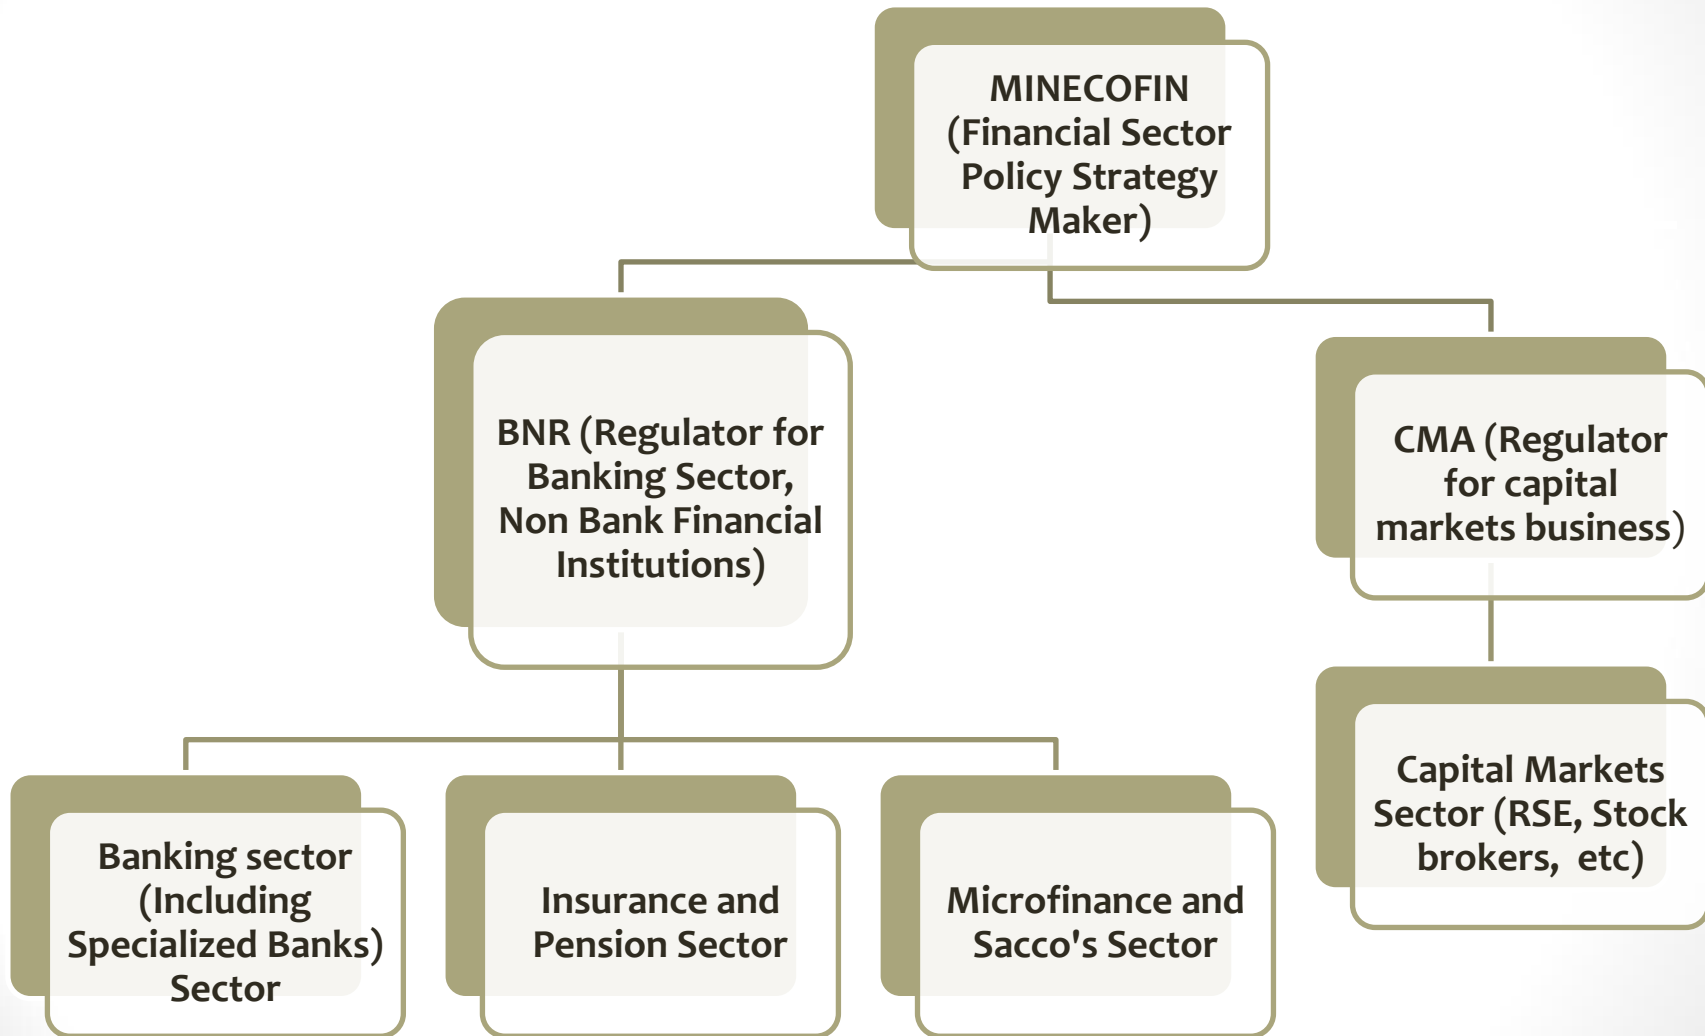 MINECOFIN
(Financial Sector
Policy Strategy
Maker)
BNR (Regulator for
Banking Sector,
Non Bank Financial
Institutions)
CMA (Regulator
for capital
markets business)
Banking sector
(Including
Specialized Banks)
Sector
Insurance and
Pension Sector
Microfinance and
Sacco's Sector
Capital Markets
Sector (RSE, Stock
brokers, etc)